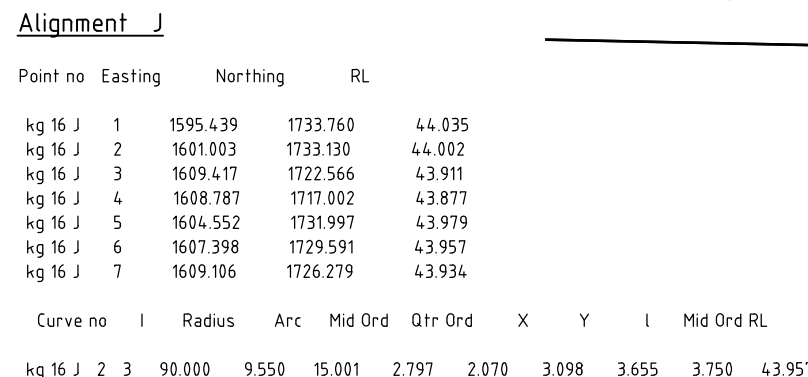 Alignment J
Point no Easting Northing RL
kg 16 J 1 1595.439 1733.760 44.035
kg 16 J 2 1601.003 1733.130 44.002
kg 16 J 3 1609.417 1722.566 43.911
kg 16 J 4 1608.787 1717.002 43.877
kg 16 J 5 1604.552 1731.997 43.979
kg 16 J 6 1607.398 1729.591 43.957
kg 16 J 7 1609.106 1726.279 43.934
Curve no I Radius Arc Mid Ord Qtr Ord X Y l Mid Ord RL
kg 16 J 2 3 90.000 9.550 15.001 2.797 2.070 3.098 3.655 3.750 43.957